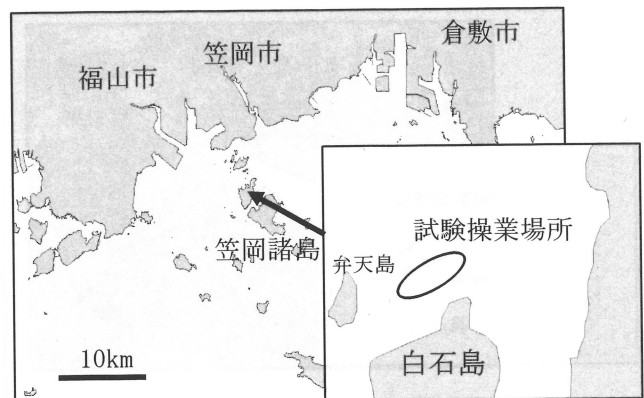 倉敷市
笠岡市
福山市
笠岡諸島
試験操業場所
弁天島
白石島
10km